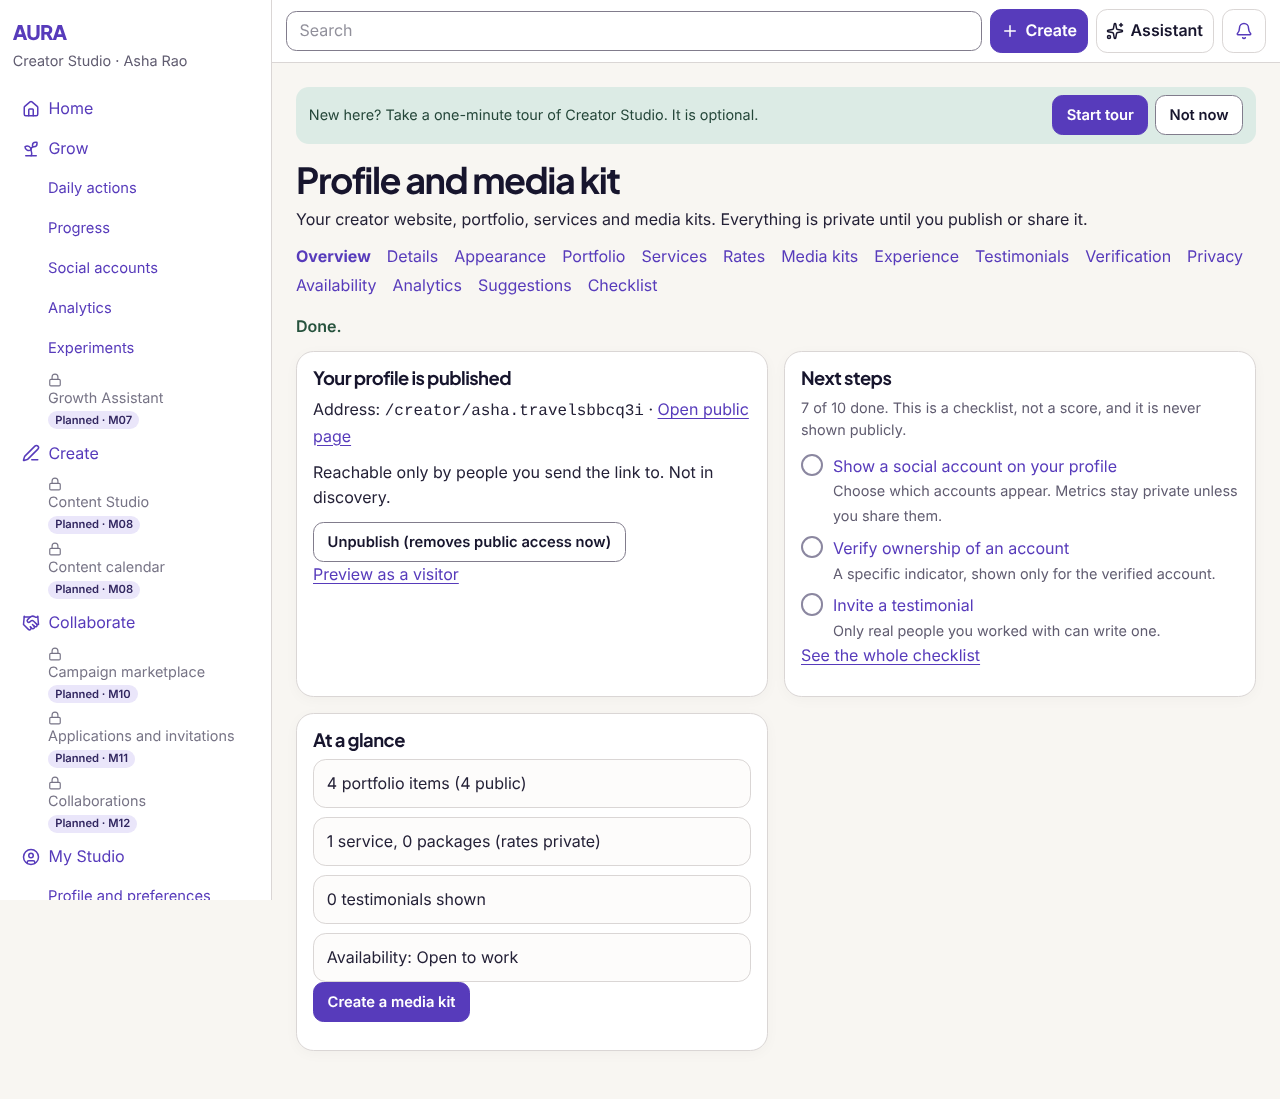 AURA
Creator Studio · Asha Rao
Home
Grow
Daily actions
Progress
Social accounts
Analytics
Experiments
Growth Assistant
Planned · M07
Create
Content Studio
Planned · M08
Content calendar
Planned · M08
Collaborate
Campaign marketplace
Planned · M10
Applications and invitations
Planned · M11
Collaborations
Planned · M12
My Studio
Profile and preferences
Search
Create
Assistant
New here? Take a one-minute tour of Creator Studio. It is optional.
Start tour
Not now
Profile and media kit
Your creator website, portfolio, services and media kits. Everything is private until you publish or share it.
Overview Details Appearance Portfolio Services Rates Media kits Experience Testimonials Verification Privacy
Availability Analytics Suggestions Checklist
Done.
Your profile is published
Address: /creator/asha.travelsbbcq3i · Open public
page
Reachable only by people you send the link to. Not in
discovery.
Unpublish (removes public access now)
Preview as a visitor
Next steps
7 of 10 done. This is a checklist, not a score, and it is never
shown publicly.
Show a social account on your profile
Choose which accounts appear. Metrics stay private unless
you share them.
Verify ownership of an account
A specific indicator, shown only for the verified account.
Invite a testimonial
Only real people you worked with can write one.
See the whole checklist
At a glance
4 portfolio items (4 public)
1 service, 0 packages (rates private)
0 testimonials shown
Availability: Open to work
Create a media kit